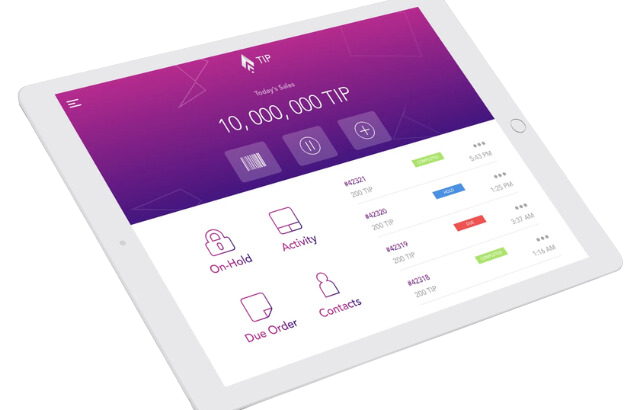 TIP
Today's Sales
10,000,000 TIP
On-Hold
Activity
Due Order
Contacts
#42321
200 TIP
COMPLETED
5:43 PM
#42320
200 TIP
HOLD
1:25 PM
#42319
200 TIP
DUE
3:37 AM
#42318
200 TIP
COMPLETED
1:16 AM